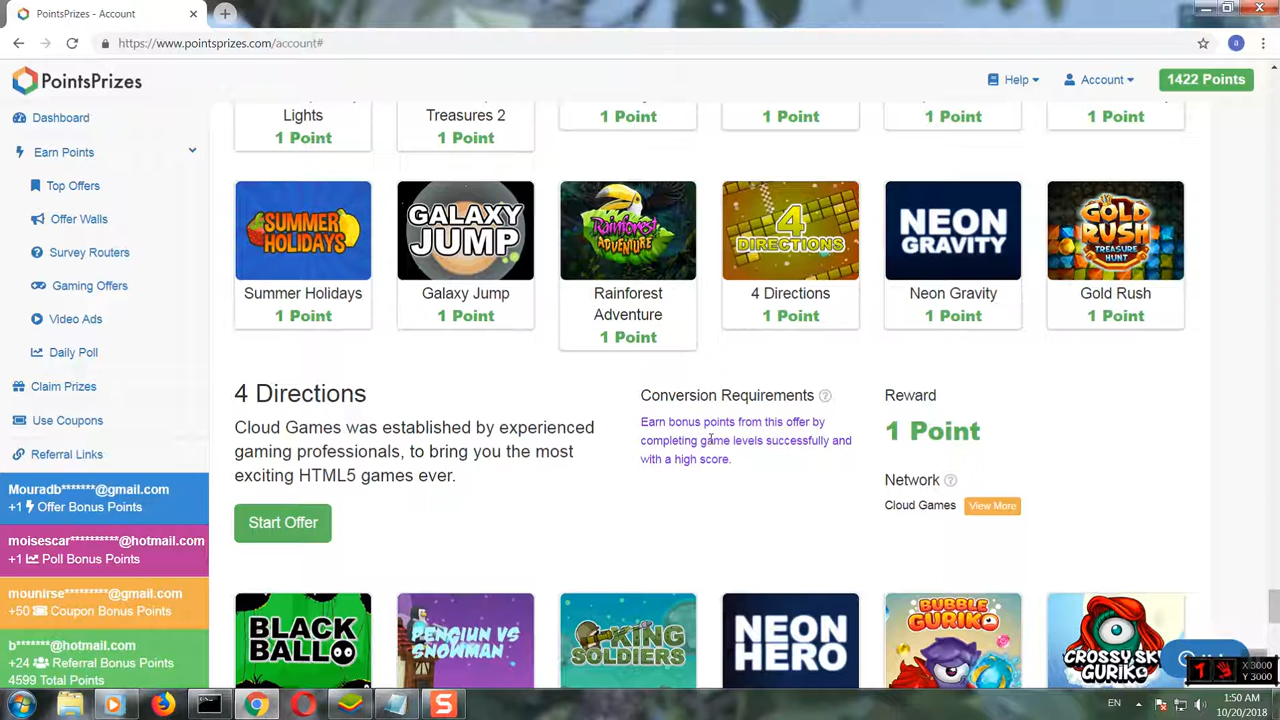 PointsPrizes - Account
https://www.pointsprizes.com/account#
PointsPrizes
Help
Account
1422 Points
Dashboard
Earn Points
Top Offers
Offer Walls
Survey Routers
Gaming Offers
Video Ads
Daily Poll
Claim Prizes
Use Coupons
Referral Links
Mouradb*******@gmail.com
+1 Offer Bonus Points
moisescar**********@hotmail.com
+1 Poll Bonus Points
mounirse*********@gmail.com
+50 Coupon Bonus Points
b*******@hotmail.com
+24 Referral Bonus Points
4599 Total Points
Lights
1 Point
Treasures 2
1 Point
1 Point
1 Point
1 Point
1 Point
SUMMER
HOLIDAYS
Summer Holidays
1 Point
GALAXY
JUMP
Galaxy Jump
1 Point
Rainforest
ADVENTURE
Rainforest
Adventure
1 Point
4
DIRECTIONS
4 Directions
1 Point
NEON
GRAVITY
Neon Gravity
1 Point
GOLD
RUSH
TREASURE
HUNT
Gold Rush
1 Point
4 Directions
Cloud Games was established by experienced
gaming professionals, to bring you the most
exciting HTML5 games ever.
Start Offer
Conversion Requirements ?
Earn bonus points from this offer by
completing game levels successfully and
with a high score.
Reward
1 Point
Network ?
Cloud Games View More
BLACK
BALL
PENGIUN VS
SNOWMAN
KING
SOLDIERS
NEON
HERO
BUBBLE
GURIKO
CROSSY SKY
GURIKO
X 3000
Y 3000
EN
1:50 AM
10/20/2018